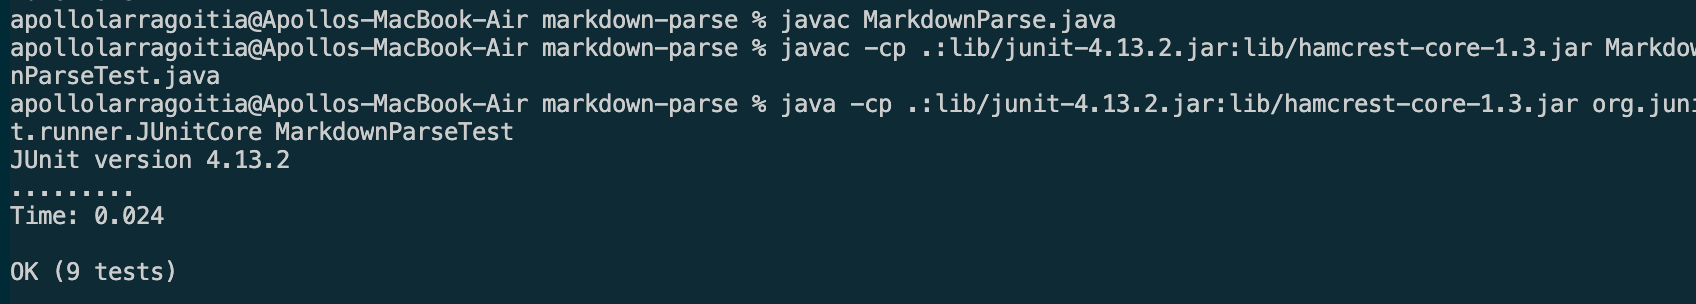 apollolarragoitia@Apollos-MacBook-Air markdown-parse % javac MarkdownParse.java
apollolarragoitia@Apollos-MacBook-Air markdown-parse % javac -cp .:lib/junit-4.13.2.jar:lib/hamcrest-core-1.3.jar Markdow
nParseTest.java
apollolarragoitia@Apollos-MacBook-Air markdown-parse % java -cp .:lib/junit-4.13.2.jar:lib/hamcrest-core-1.3.jar org.juni
t.runner.JUnitCore MarkdownParseTest
JUnit version 4.13.2
.........
Time: 0.024
OK (9 tests)